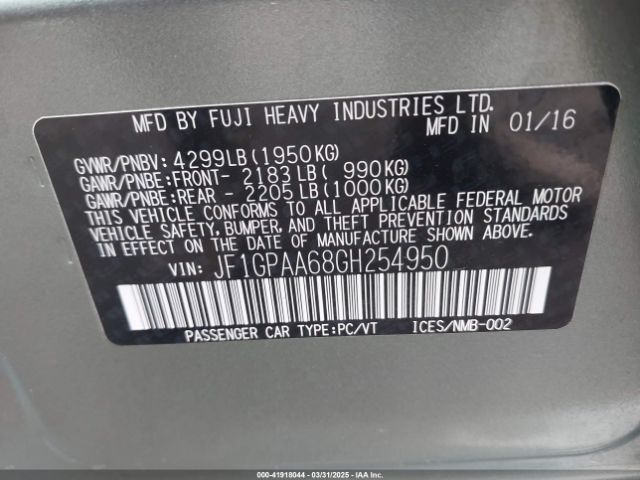 MFD BY FUJI HEAVY INDUSTRIES LTD.
MFD IN 01/16
GVWR/PNBV: 4299LB(1950KG)
GAWR/PNBE:FRONT- 2183LB( 990KG)
GAWR/PNBE:REAR - 2205LB(1000KG)
THIS VEHICLE CONFORMS TO ALL APPLICABLE FEDERAL MOTOR
VEHICLE SAFETY, BUMPER, AND THEFT PREVENTION STANDARDS
IN EFFECT ON THE DATE OF MANUFACTURE SHOWN ABOVE.
VIN: JF1GPAA68GH254950
PASSENGER CAR TYPE:PC/VT ICES/NMB-002
000-41918044 - 03/31/2025 - IAA Inc. (IAA)